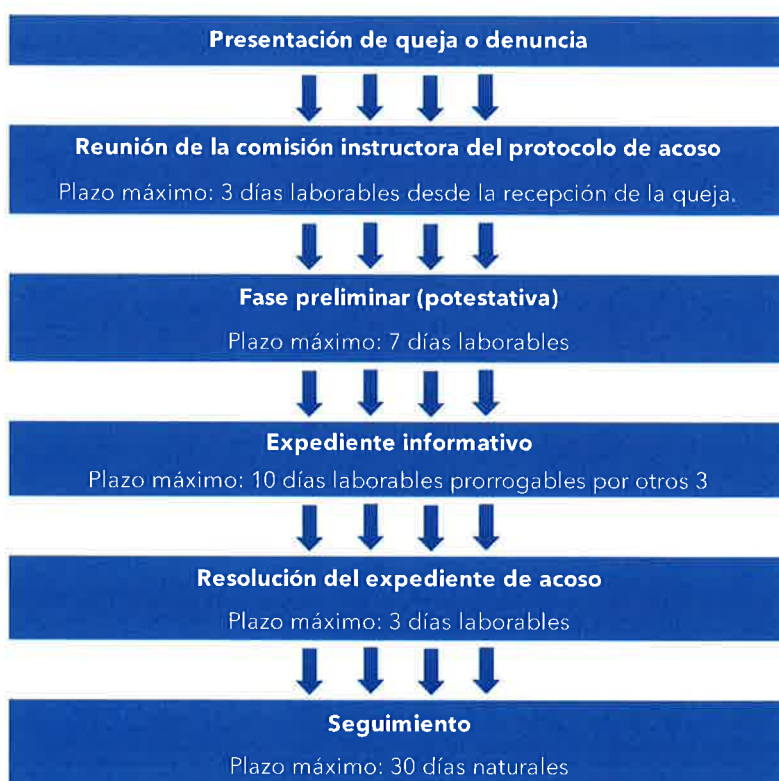 Presentación de queja o denuncia
Reunión de la comisión instructora del protocolo de acoso
Plazo máximo: 3 días laborables desde la recepción de la queja.
Fase preliminar (potestativa)
Plazo máximo: 7 días laborables
Expediente informativo
Plazo máximo: 10 días laborables prorrogables por otros 3
Resolución del expediente de acoso
Plazo máximo: 3 días laborables
Seguimiento
Plazo máximo: 30 días naturales